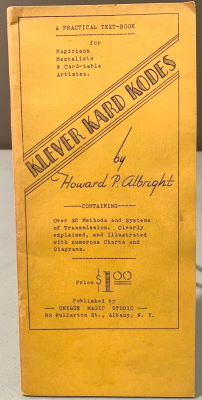 A PRACTICAL TEXT-BOOK
for
Magicians
Mentalists
& Card-table
Artistes.
KLEVER KARD KODES
by
Howard P. Albright
CONTAINING
Over 30 Methods and Systems
of Transmission. Clearly
explained, and Illustrated
with numerous Charts and
Diagrams.
Price $1.00
Published by
UNIQUE MAGIC STUDIO
Fullerton St., Albany, N. Y.